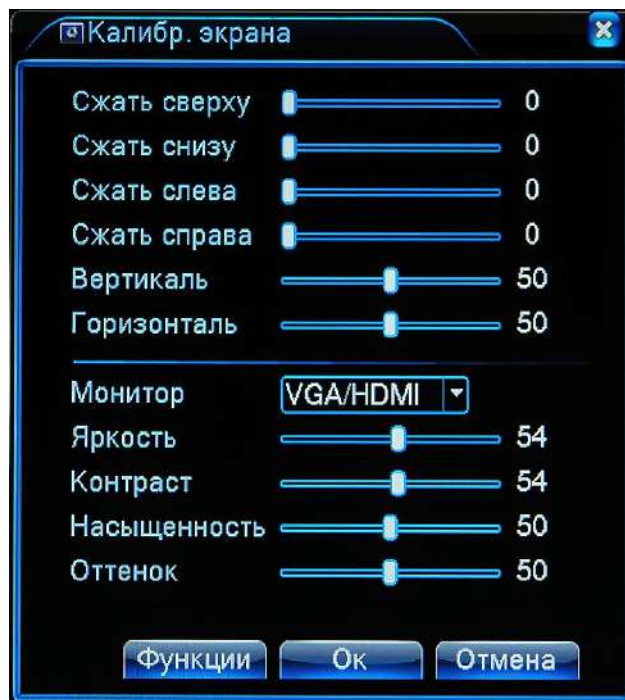 Калибр. экрана
Сжать сверху 0
Сжать снизу 0
Сжать слева 0
Сжать справа 0
Вертикаль 50
Горизонталь 50
Монитор VGA/HDMI
Яркость 54
Контраст 54
Насыщенность 50
Оттенок 50
Функции Ок Отмена